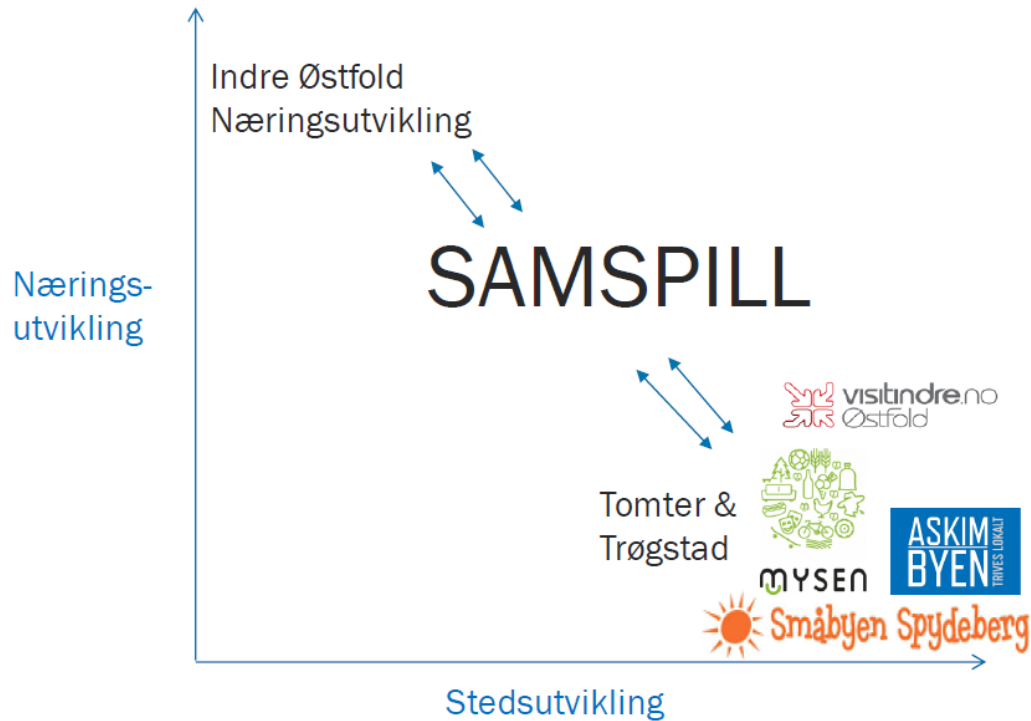 Indre Østfold
Næringsutvikling
SAMSPILL
Nærings-
utvikling
visitindre.no
Østfold
Tomter &
Trøgstad
MYSEN
ASKIM
BYEN
TRIVES LOKALT
Småbyen Spydeberg
Stedsutvikling